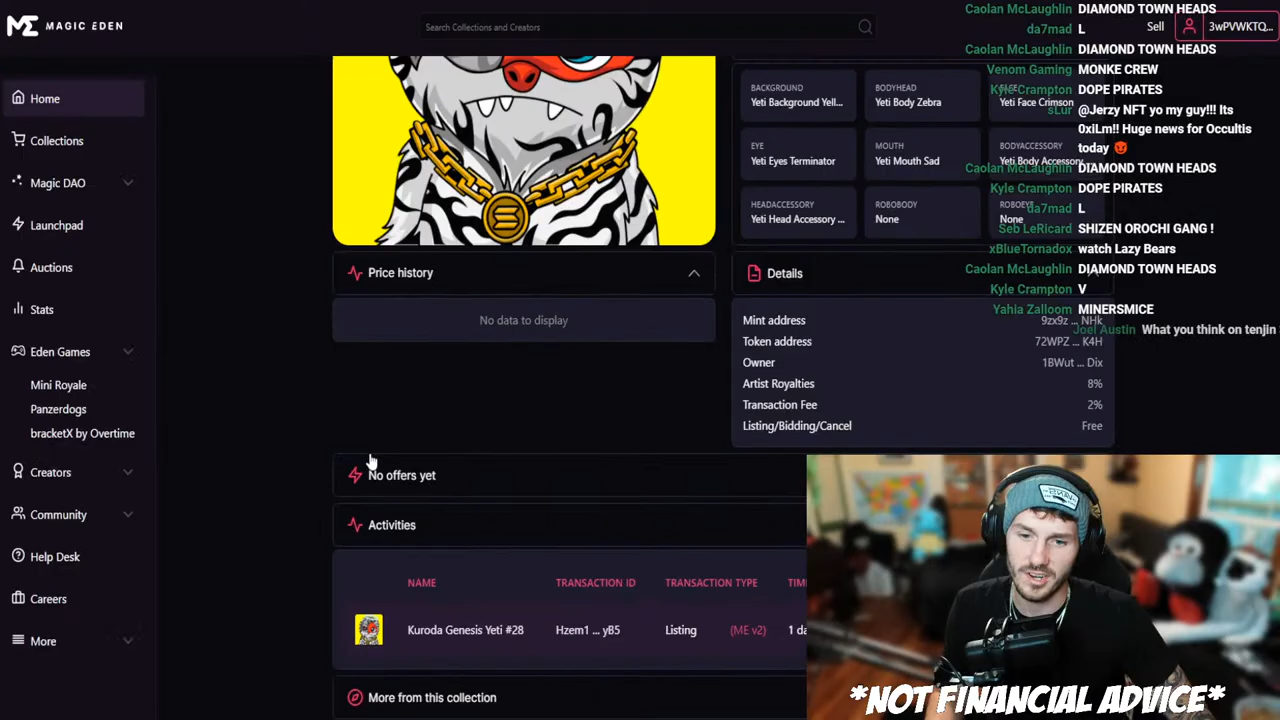 MAGIC EDEN
Search Collections and Creators
Sell
3wPVWKTQ...
Home
Collections
Magic DAO
Launchpad
Auctions
Stats
Eden Games
Mini Royale
Panzerdogs
bracketX by Overtime
Creators
Community
Help Desk
Careers
More
BACKGROUND
Yeti Background Yell...
BODYHEAD
Yeti Body Zebra
Yeti Face Crimson
EYE
Yeti Eyes Terminator
MOUTH
Yeti Mouth Sad
BODYACCESSORY
Yeti Body Accessory
HEADACCESSORY
Yeti Head Accessory ...
ROBOBODY
None
ROBOEYE
None
Price history
No data to display
Details
Mint address 9zx9z ... NHk
Token address 72WPZ ... K4H
Owner 1BWut ... Dix
Artist Royalties 8%
Transaction Fee 2%
Listing/Bidding/Cancel Free
No offers yet
Activities
NAME TRANSACTION ID TRANSACTION TYPE
Kuroda Genesis Yeti #28 Hzem1 ... yB5 Listing (ME v2) 1 da
More from this collection
Caolan McLaughlin DIAMOND TOWN HEADS
da7mad L
Caolan McLaughlin DIAMOND TOWN HEADS
Venom Gaming MONKE CREW
Kyle Crampton DOPE PIRATES
sLur @Jerzy NFT yo my guy!!! Its
0xiLm!! Huge news for Occultis
today 😈
Caolan McLaughlin DIAMOND TOWN HEADS
Kyle Crampton DOPE PIRATES
da7mad L
Seb LeRicard SHIZEN OROCHI GANG !
xBlueTornadox watch Lazy Bears
Caolan McLaughlin DIAMOND TOWN HEADS
Kyle Crampton V
Yahia Zalloom MINERSMICE
Joel Austin What you think on tenjin
*NOT FINANCIAL ADVICE*